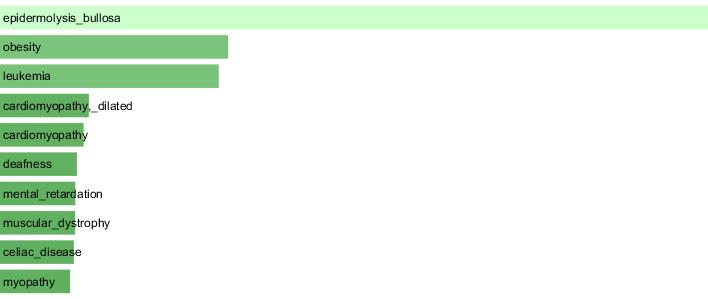 epidermolysis_bullosa
obesity
leukemia
cardiomyopathy,_dilated
cardiomyopathy
deafness
mental_retardation
muscular_dystrophy
celiac_disease
myopathy